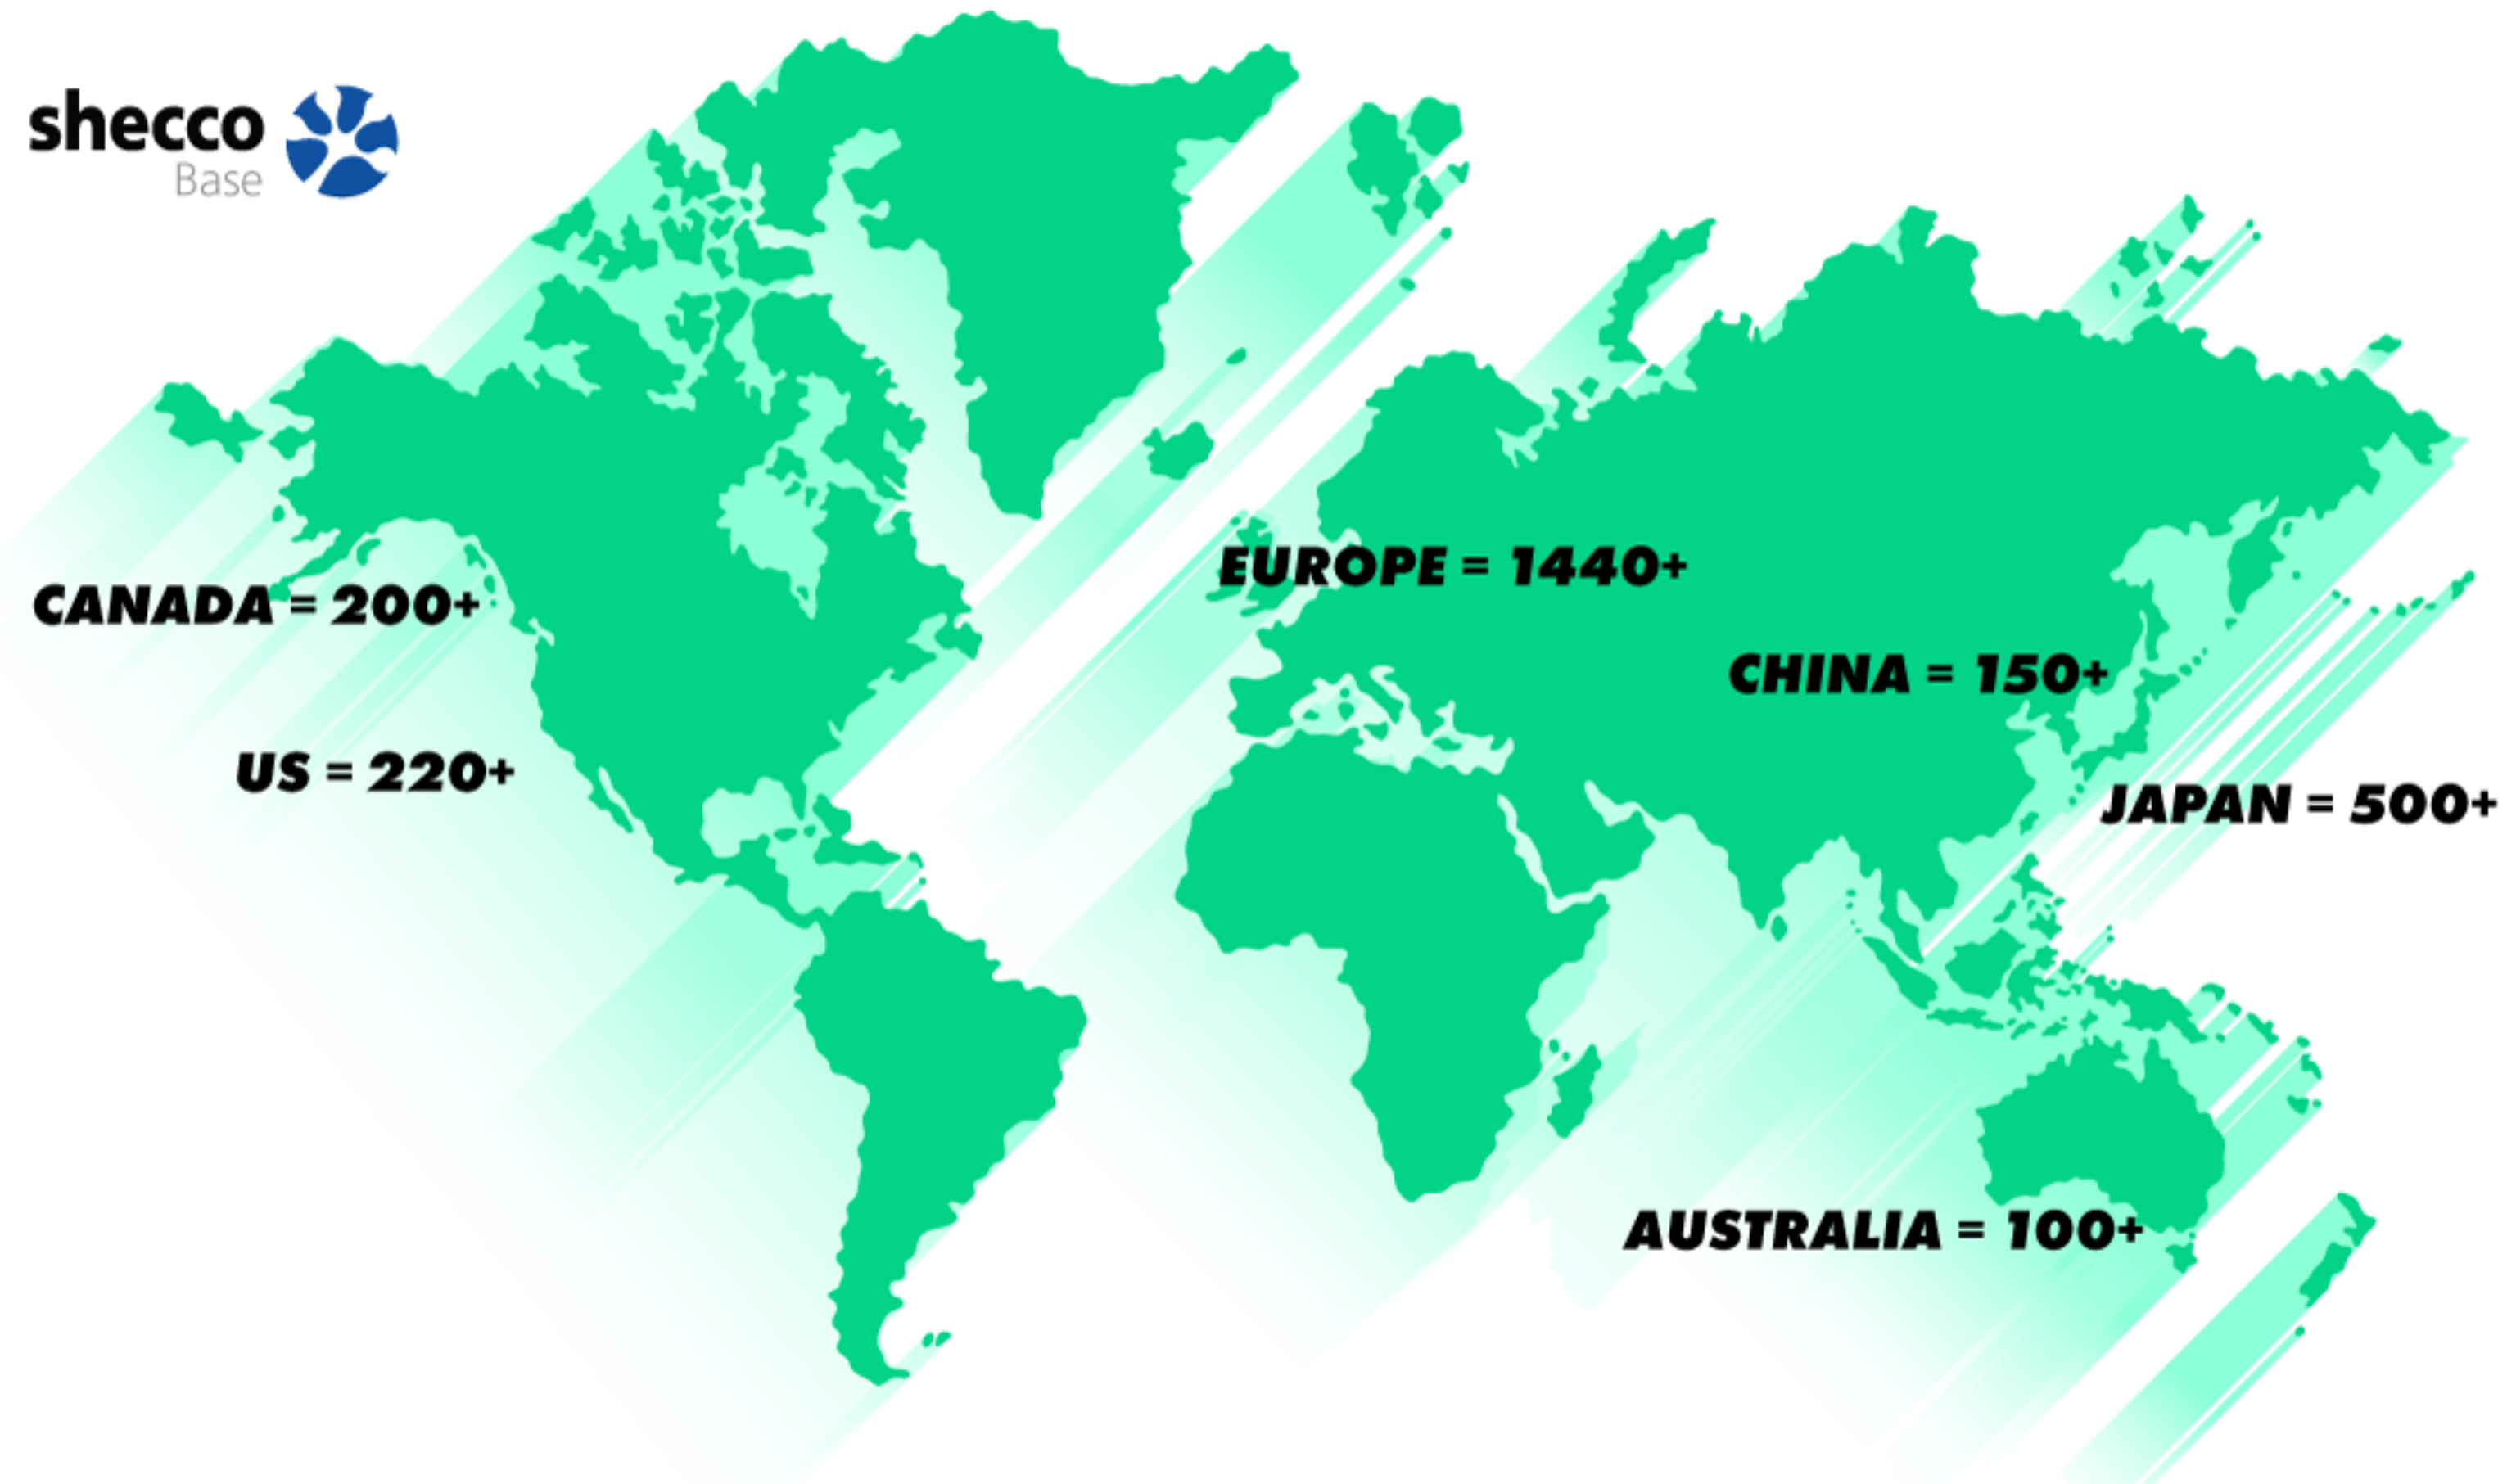 shecco
Base
EUROPE = 1440+
CANADA = 200+
CHINA = 150+
US = 220+
JAPAN = 500+
AUSTRALIA = 100+